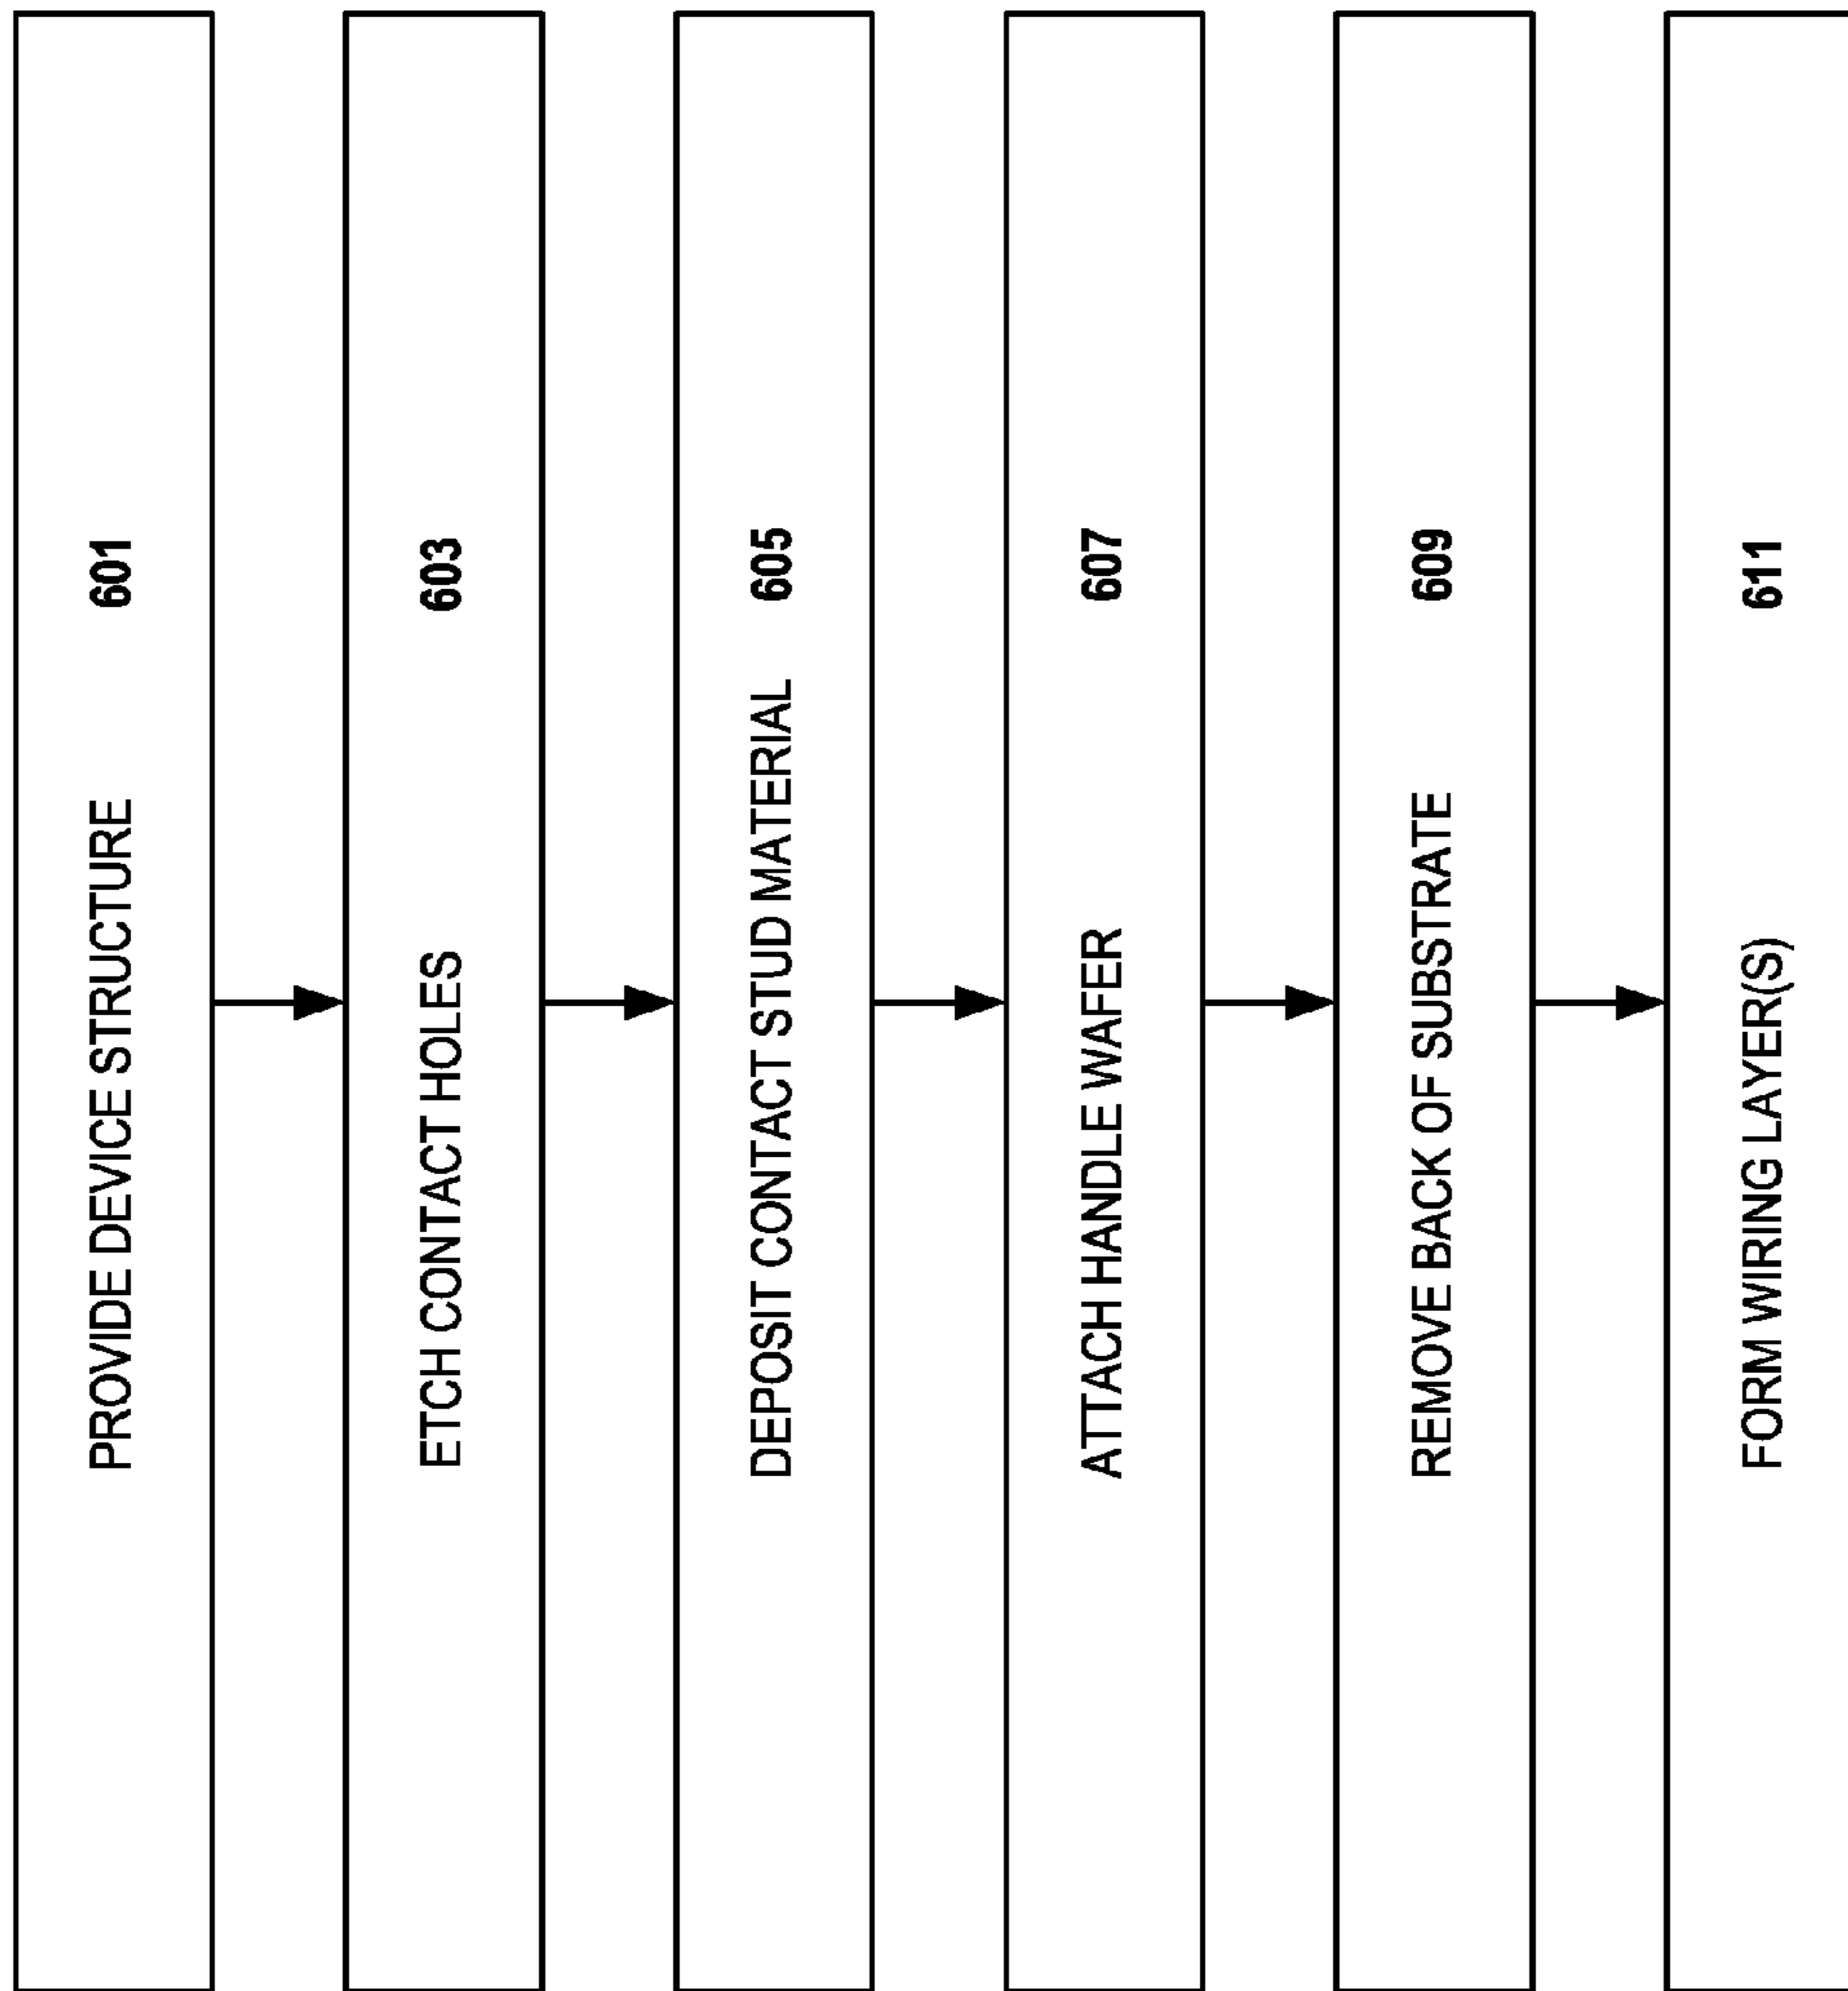 PROVIDE DEVICE STRUCTURE 601
ETCH CONTACT HOLES 603
DEPOSIT CONTACT STUD MATERIAL 605
ATTACH HANDLE WAFER 607
REMOVE BACK OF SUBSTRATE 609
FORM WIRING LAYER(S) 611